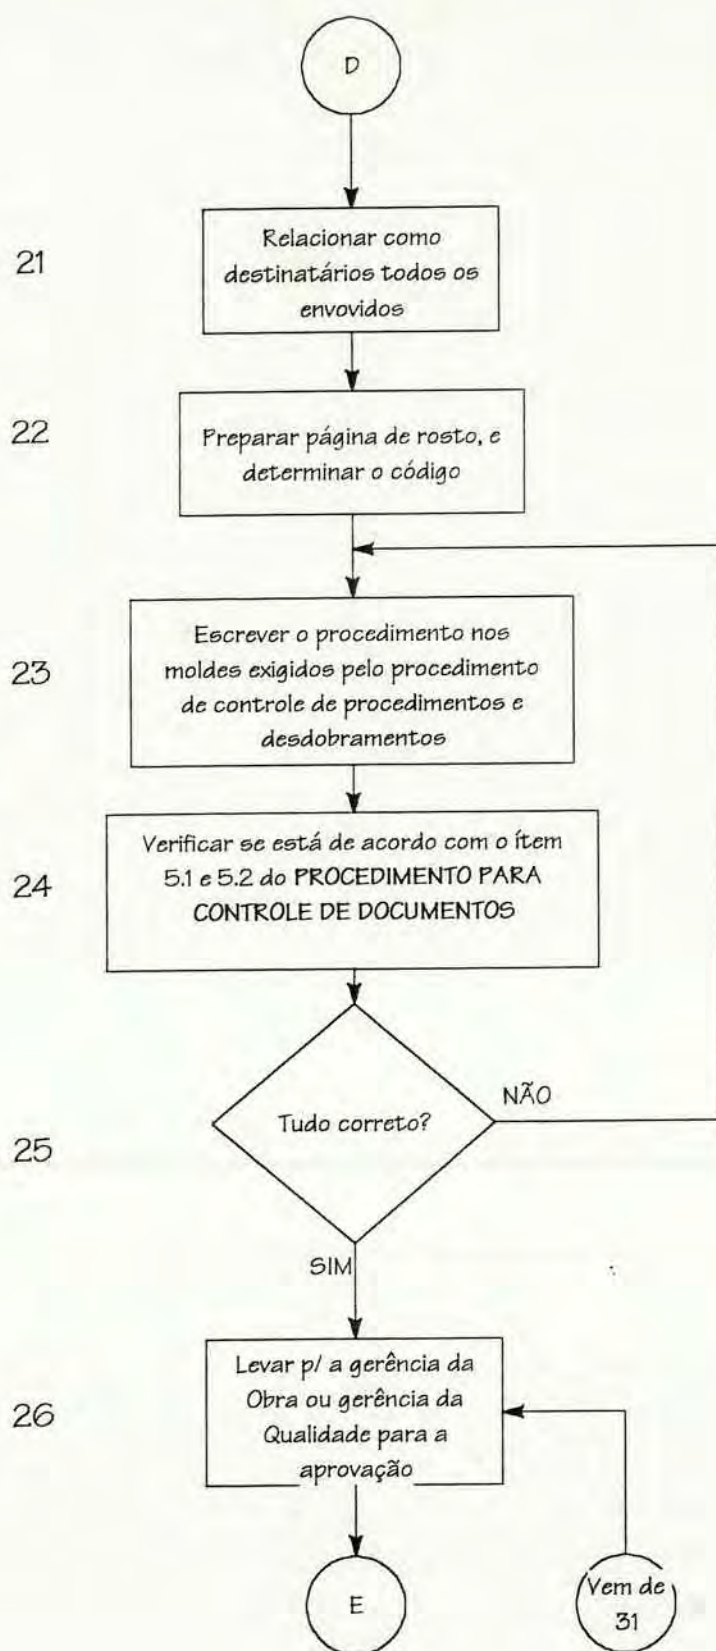 D
21
Relacionar como
destinatários todos os
envovidos
22
Preparar página de rosto, e
determinar o código
23
Escrever o procedimento nos
moldes exigidos pelo procedimento
de controle de procedimentos e
desdobramentos
24
Verificar se está de acordo com o ítem
5.1 e 5.2 do PROCEDIMENTO PARA
CONTROLE DE DOCUMENTOS
25
Tudo correto?
NÃO
SIM
26
Levar p/ a gerência da
Obra ou gerência da
Qualidade para a
aprovação
E
Vem de
31